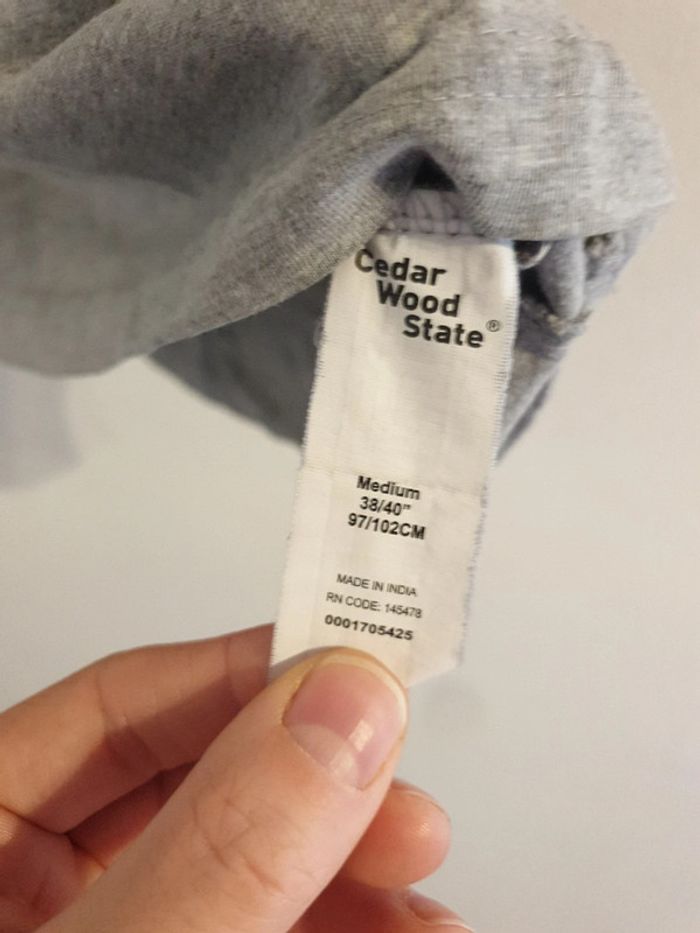 Cedar
Wood
State®
Medium
38/40"
97/102CM
MADE IN INDIA
RN CODE: 145478
0001705425